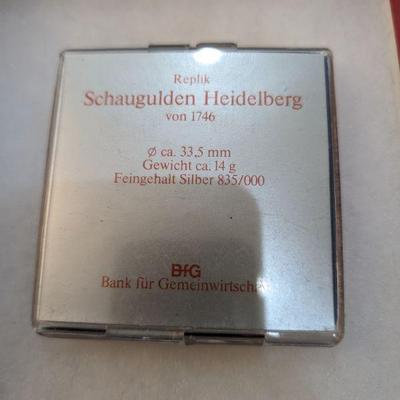 Replik
Schaugulden Heidelberg
von 1746
Ø ca. 33,5 mm
Gewicht ca. 14 g
Feingehalt Silber 835/000
BfG
Bank für Gemeinwirtschaft